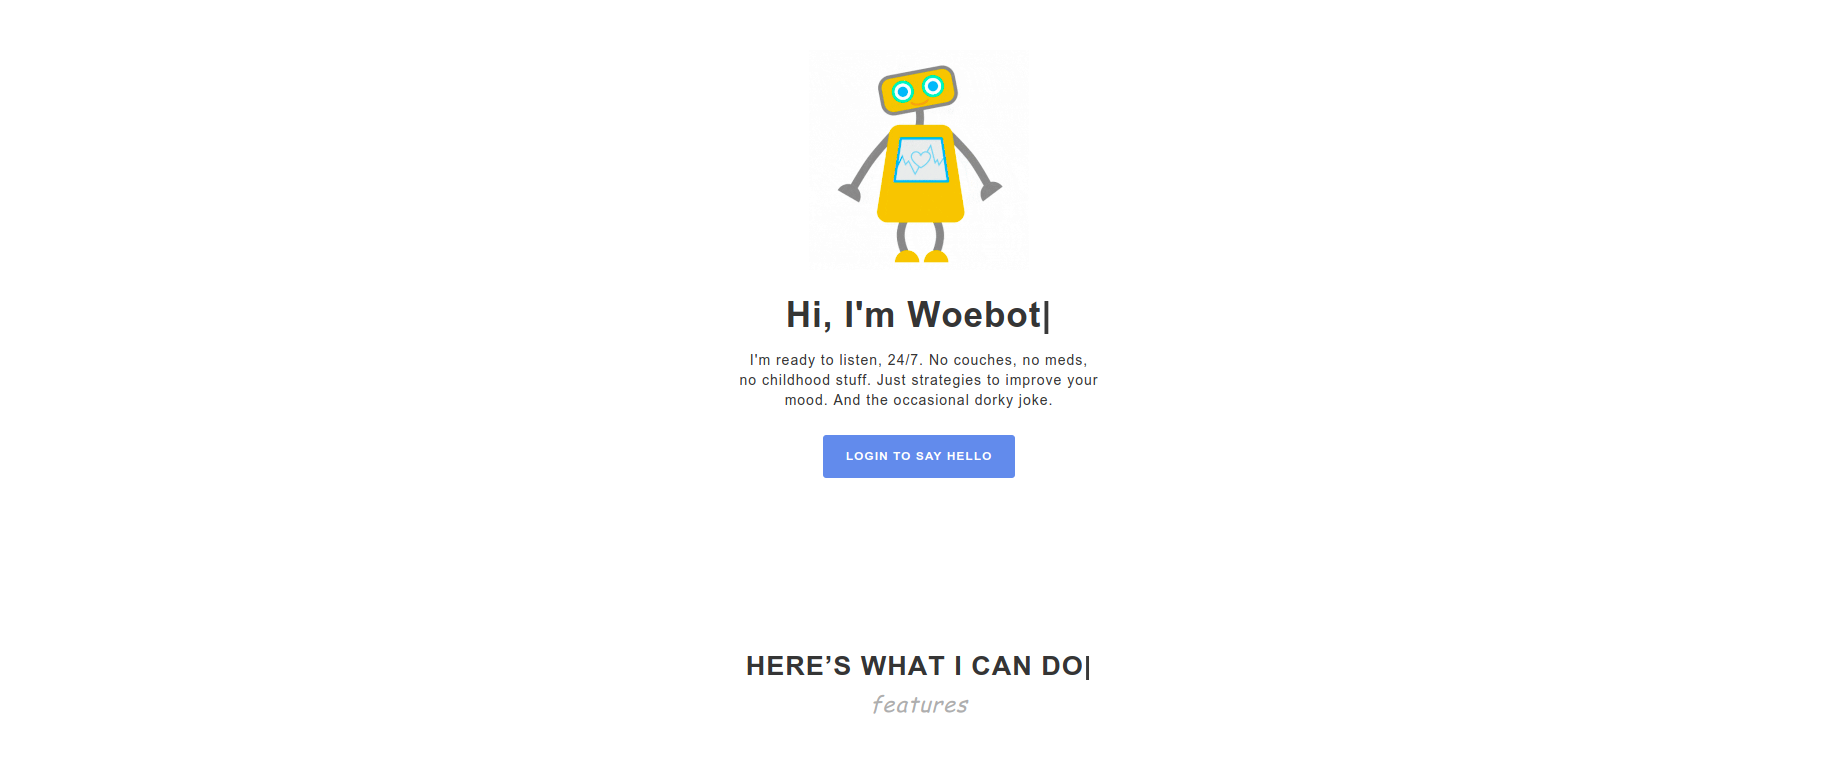 Hi, I'm Woebot|
I'm ready to listen, 24/7. No couches, no meds,
no childhood stuff. Just strategies to improve your
mood. And the occasional dorky joke.
LOGIN TO SAY HELLO
HERE’S WHAT I CAN DO|
features